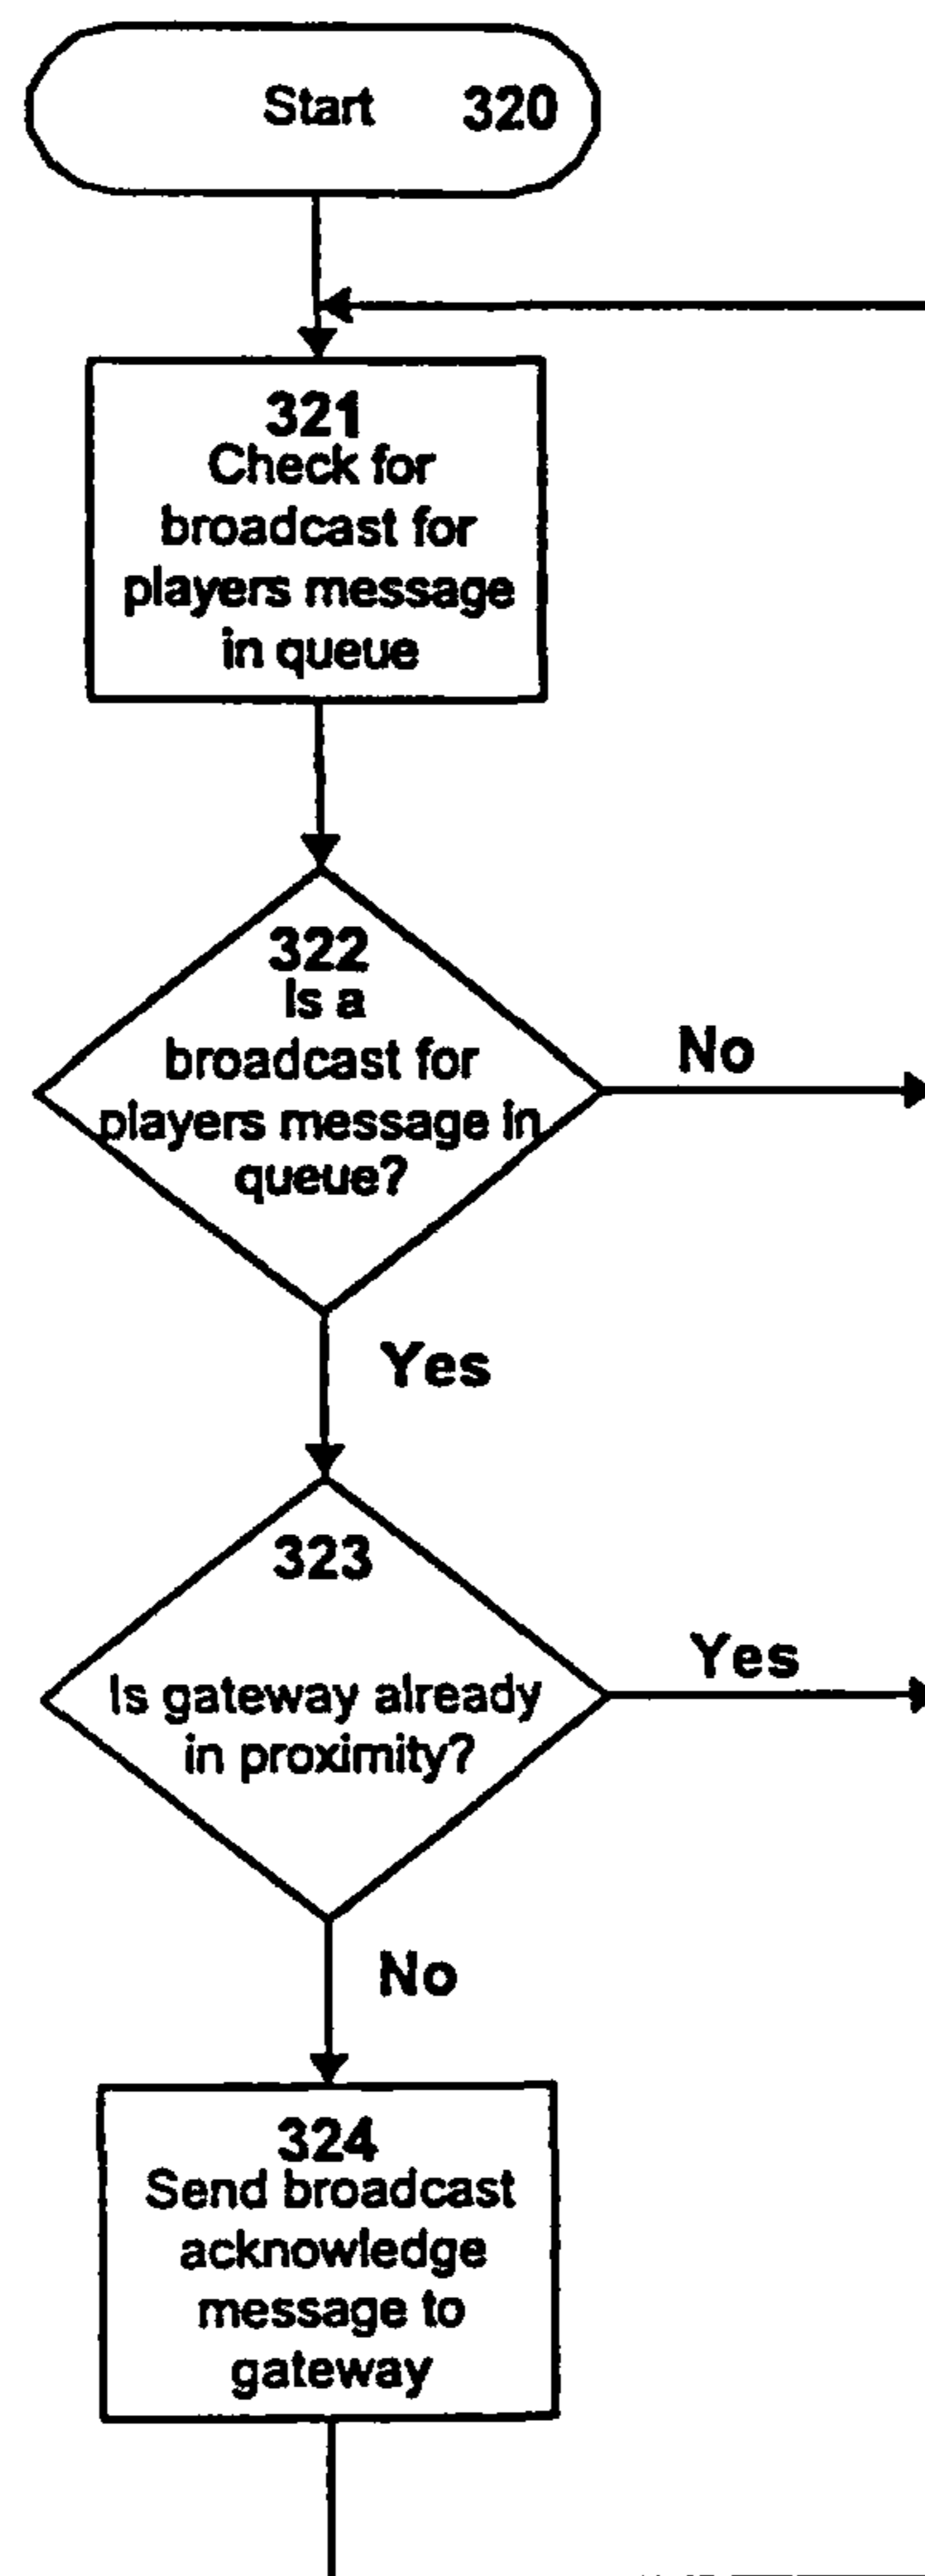 Start 320
321
Check for
broadcast for
players message
in queue
322
Is a
broadcast for
players message in
queue?
No
Yes
323
Is gateway already
in proximity?
Yes
No
324
Send broadcast
acknowledge
message to
gateway